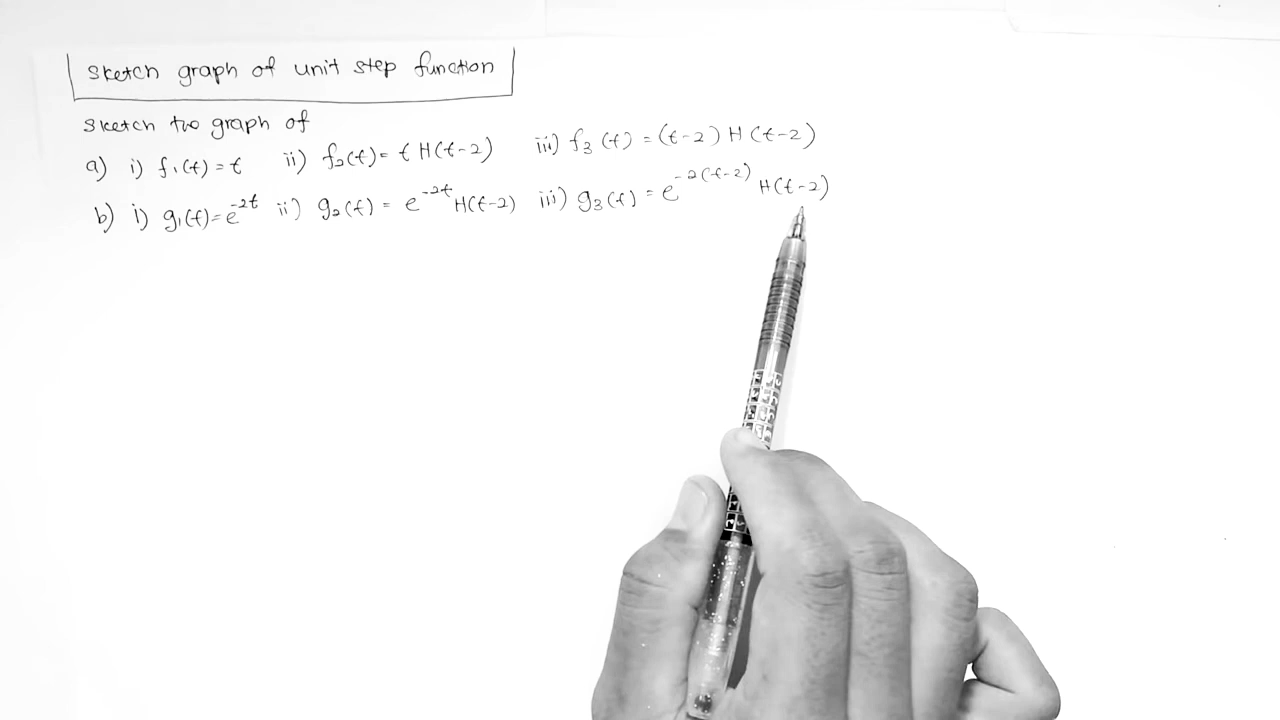 Sketch graph of unit step function
Sketch the graph of
a) i) f₁(t) = t ii) f₂(t) = t H(t-2) iii) f₃(t) = (t-2) H(t-2)
b) i) g₁(t) = e^-2t ii) g₂(t) = e^-2t H(t-2) iii) g₃(t) = e^-2(t-2) H(t-2)